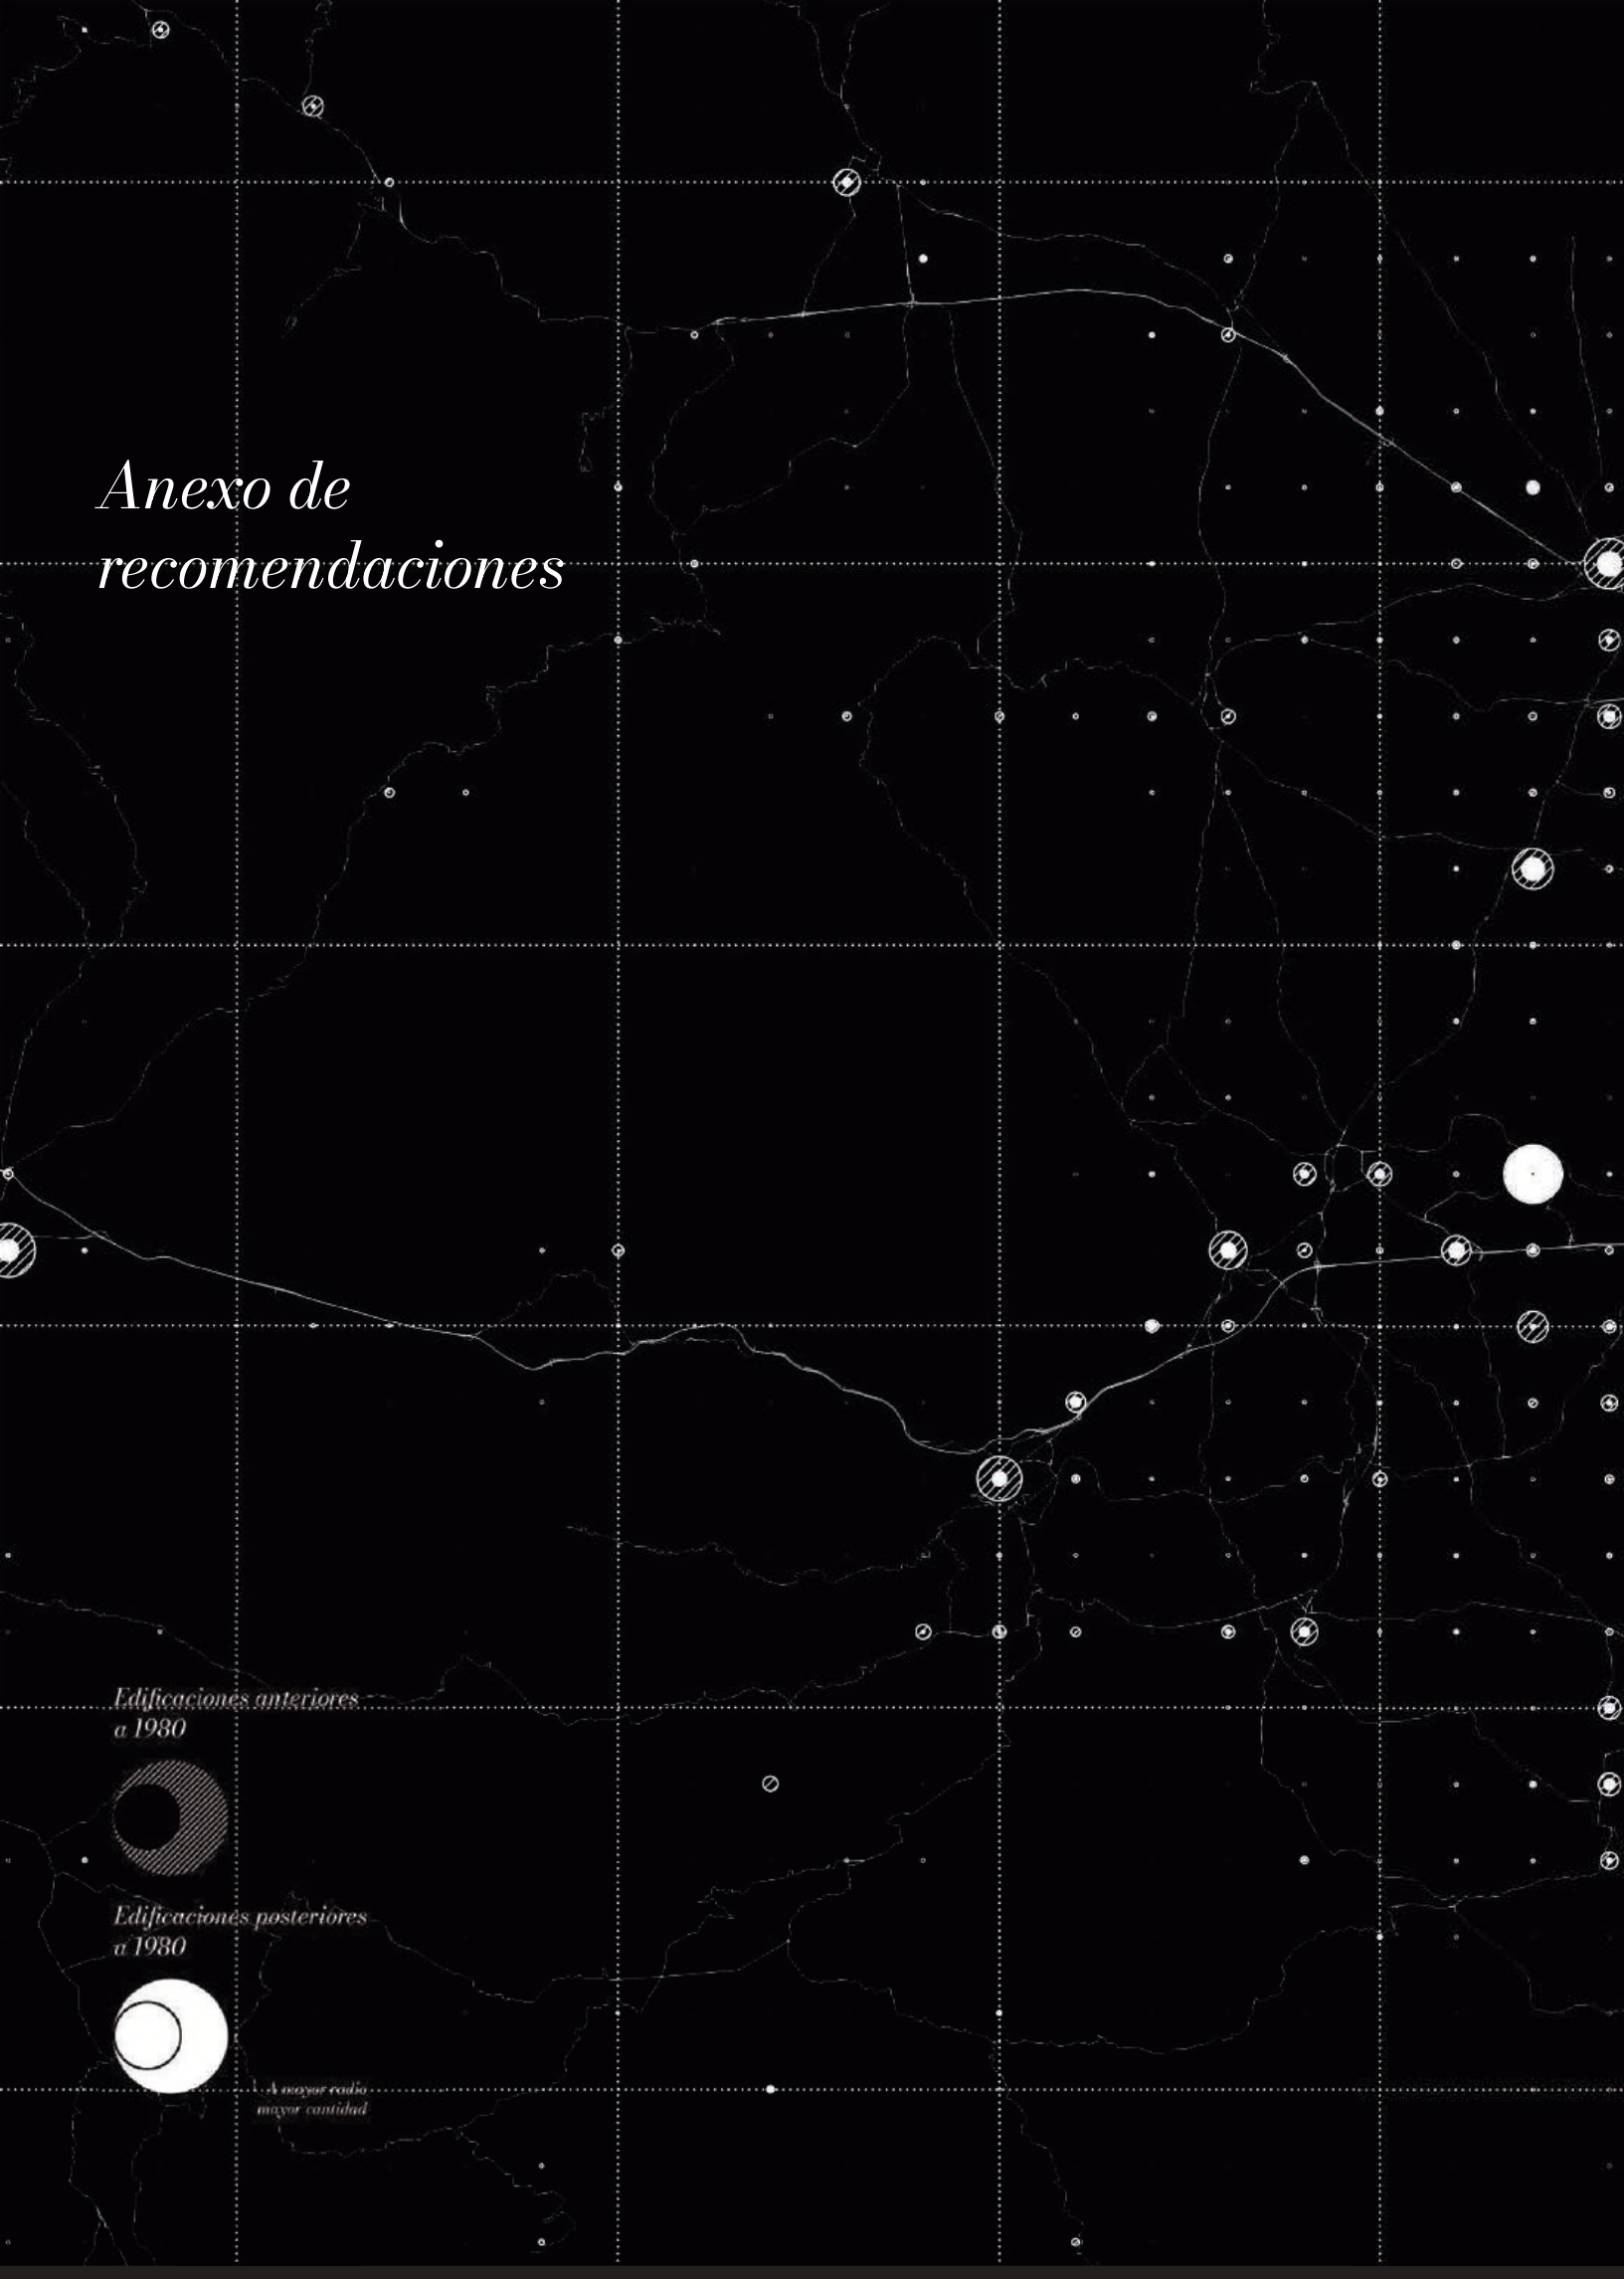 Anexo de
recomendaciones
Edificaciones anteriores
a 1980
Edificaciones posteriores
a 1980
A mayor radio
mayor cantidad